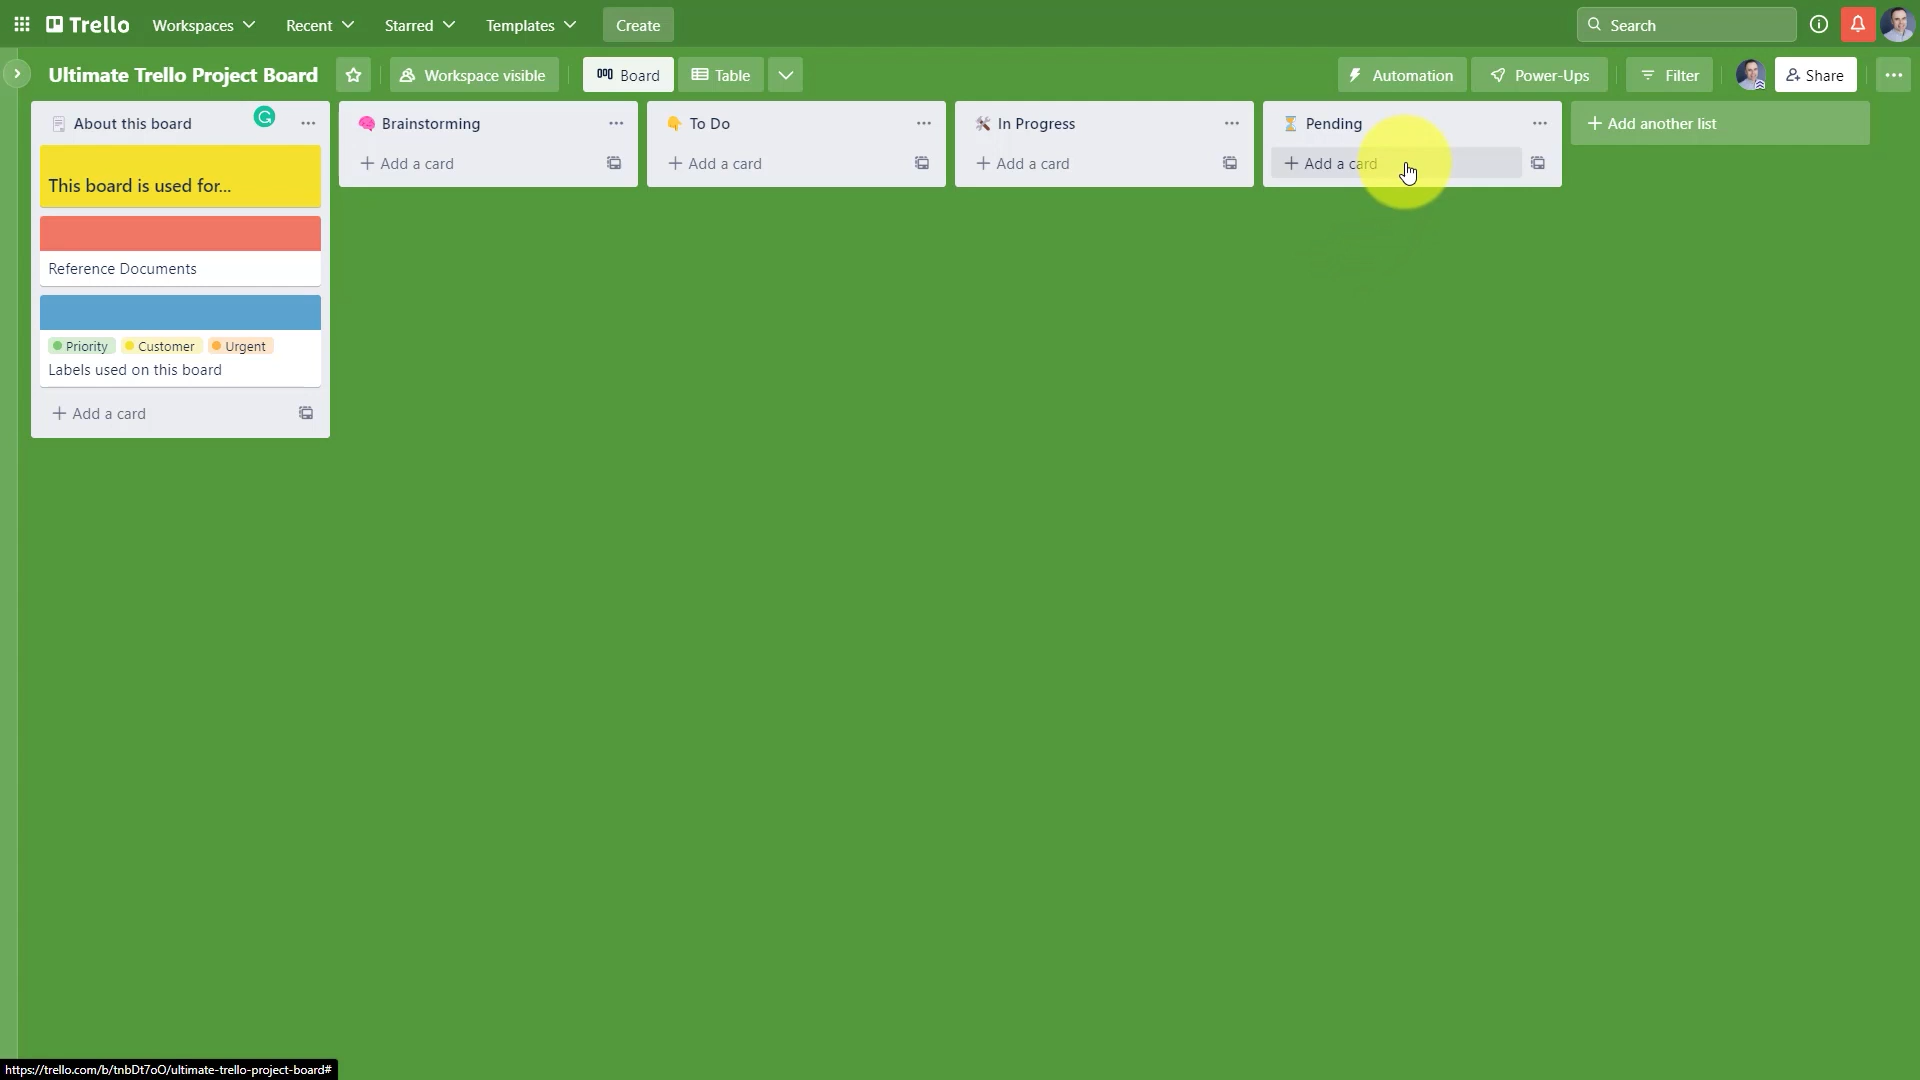 Trello Workspaces Recent Starred Templates Create Search
Ultimate Trello Project Board Workspace visible Board Table Automation Power-Ups Filter Share
About this board
This board is used for...
Reference Documents
Priority Customer Urgent
Labels used on this board
+ Add a card
🧠 Brainstorming
+ Add a card
👇 To Do
+ Add a card
🛠 In Progress
+ Add a card
⏳ Pending
+ Add a card
+ Add another list
https://trello.com/b/tnbDt7oO/ultimate-trello-project-board#